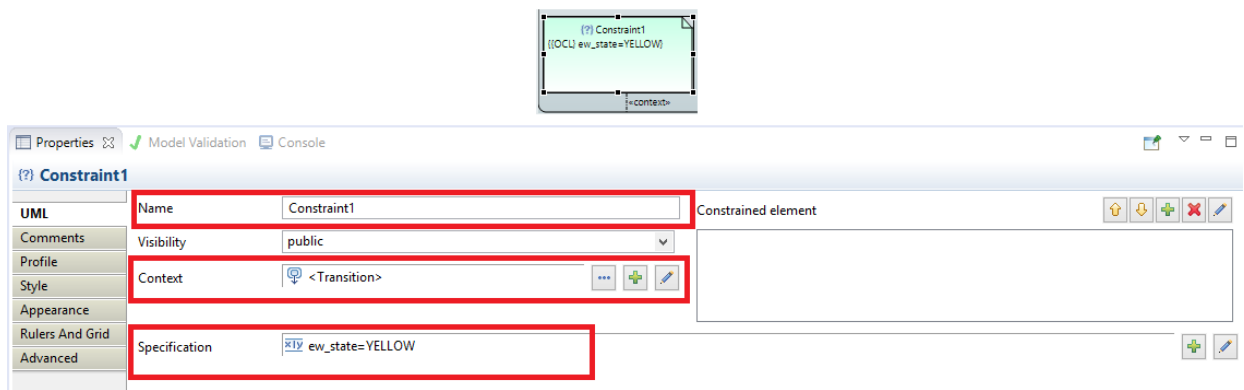 {?} Constraint1
{{OCL} ew_state=YELLOW}
«context»
Properties Model Validation Console
{?} Constraint1
UML
Comments
Profile
Style
Appearance
Rulers And Grid
Advanced
Name Constraint1
Visibility public
Context <Transition>
Specification x|y ew_state=YELLOW
Constrained element